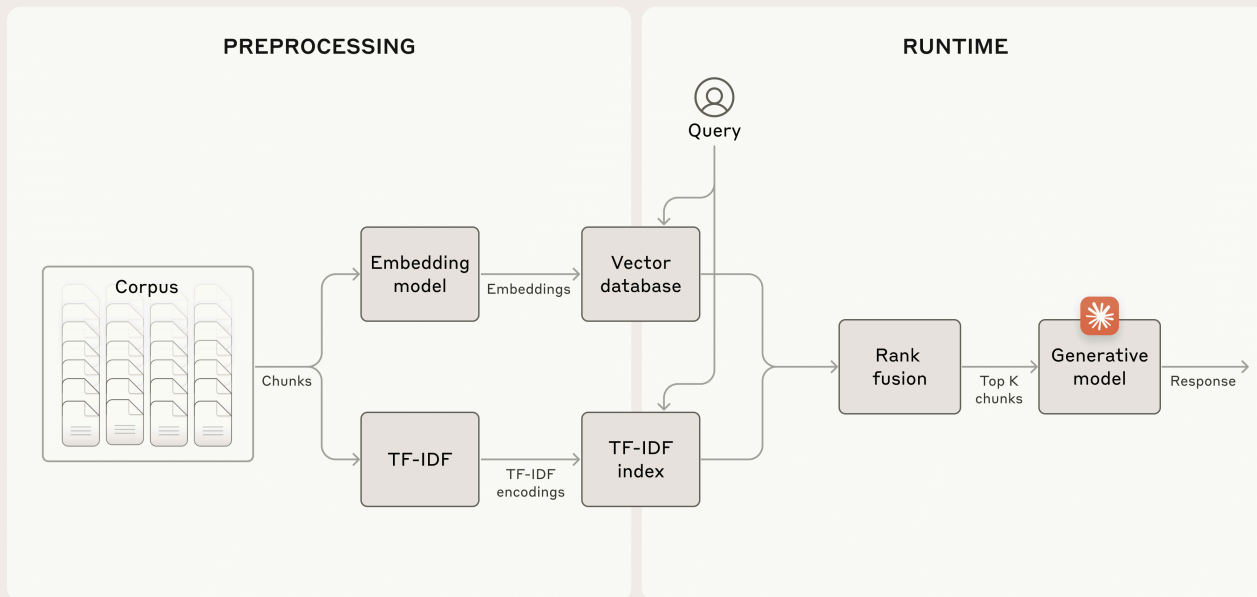 PREPROCESSING
RUNTIME
Query
Corpus
Chunks
Embedding
model
Embeddings
Vector
database
TF-IDF
TF-IDF
encodings
TF-IDF
index
Rank
fusion
Top K
chunks
Generative
model
Response